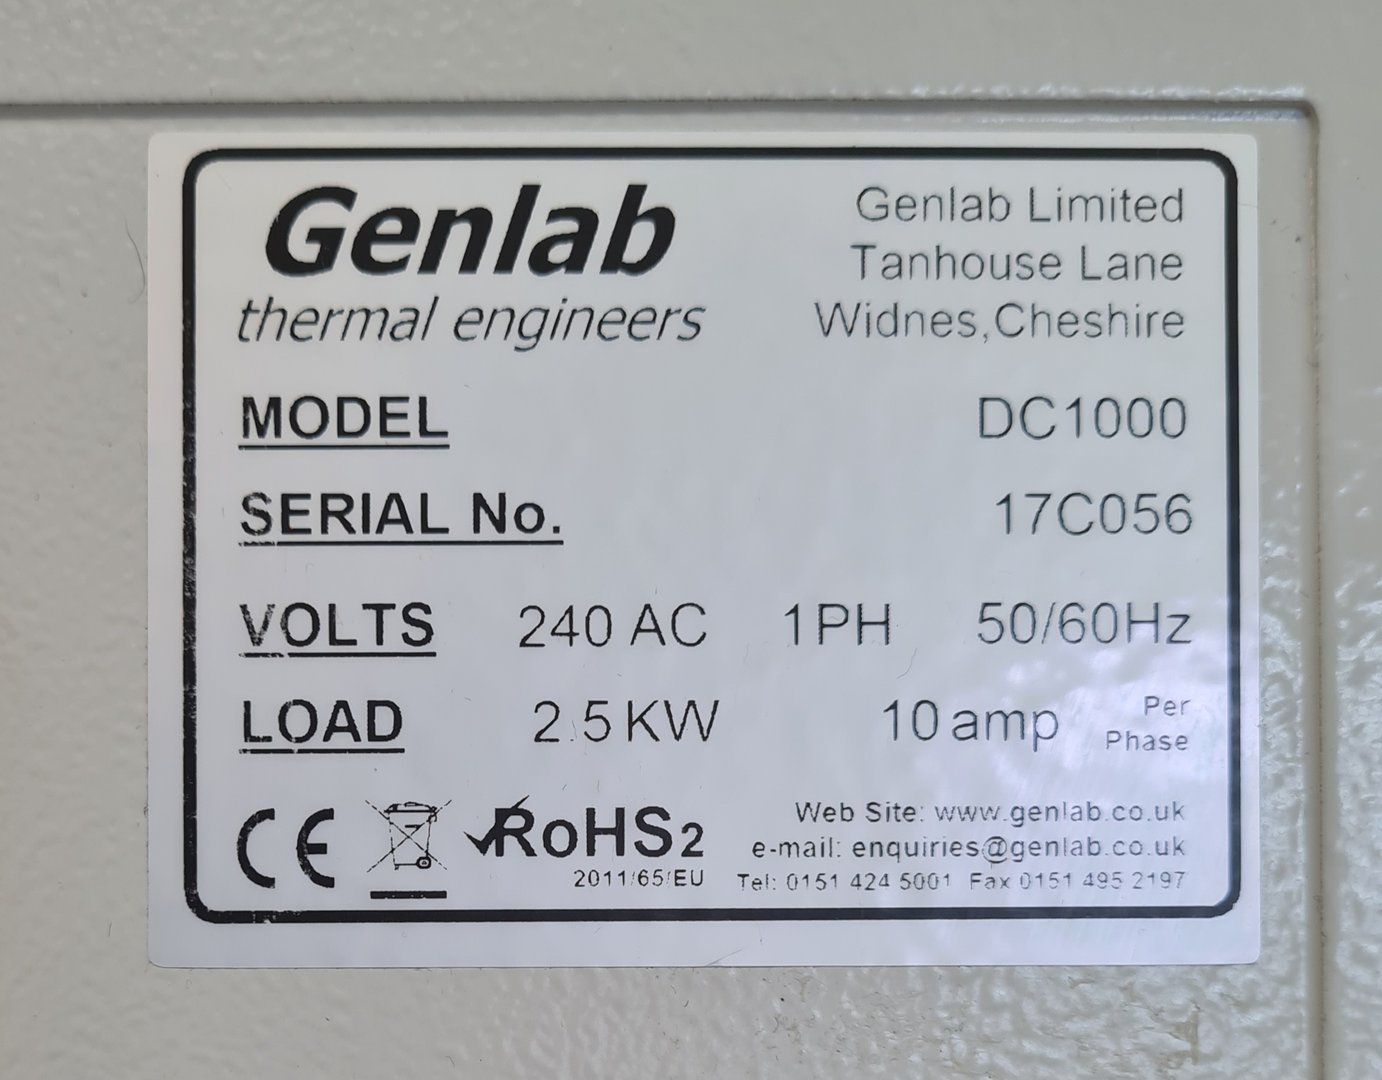 Genlab
thermal engineers
Genlab Limited
Tanhouse Lane
Widnes,Cheshire
MODEL DC1000
SERIAL No. 17C056
VOLTS 240 AC 1PH 50/60Hz
LOAD 2.5KW 10 amp Per Phase
CE RoHS2
2011/65/EU
Web Site: www.genlab.co.uk
e-mail: enquiries@genlab.co.uk
Tel: 0151 424 5001 Fax 0151 495 2197